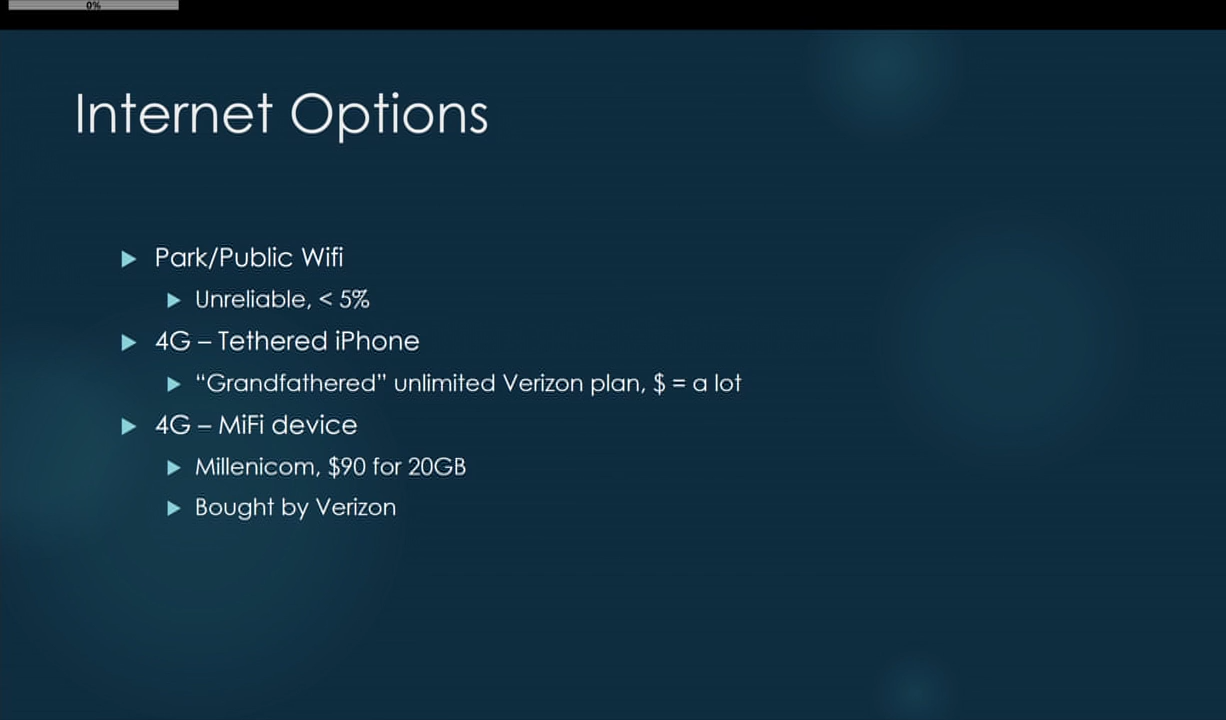 0%
Internet Options
Park/Public Wifi
Unreliable, < 5%
4G – Tethered iPhone
“Grandfathered” unlimited Verizon plan, $ = a lot
4G – MiFi device
Millenicom, $90 for 20GB
Bought by Verizon